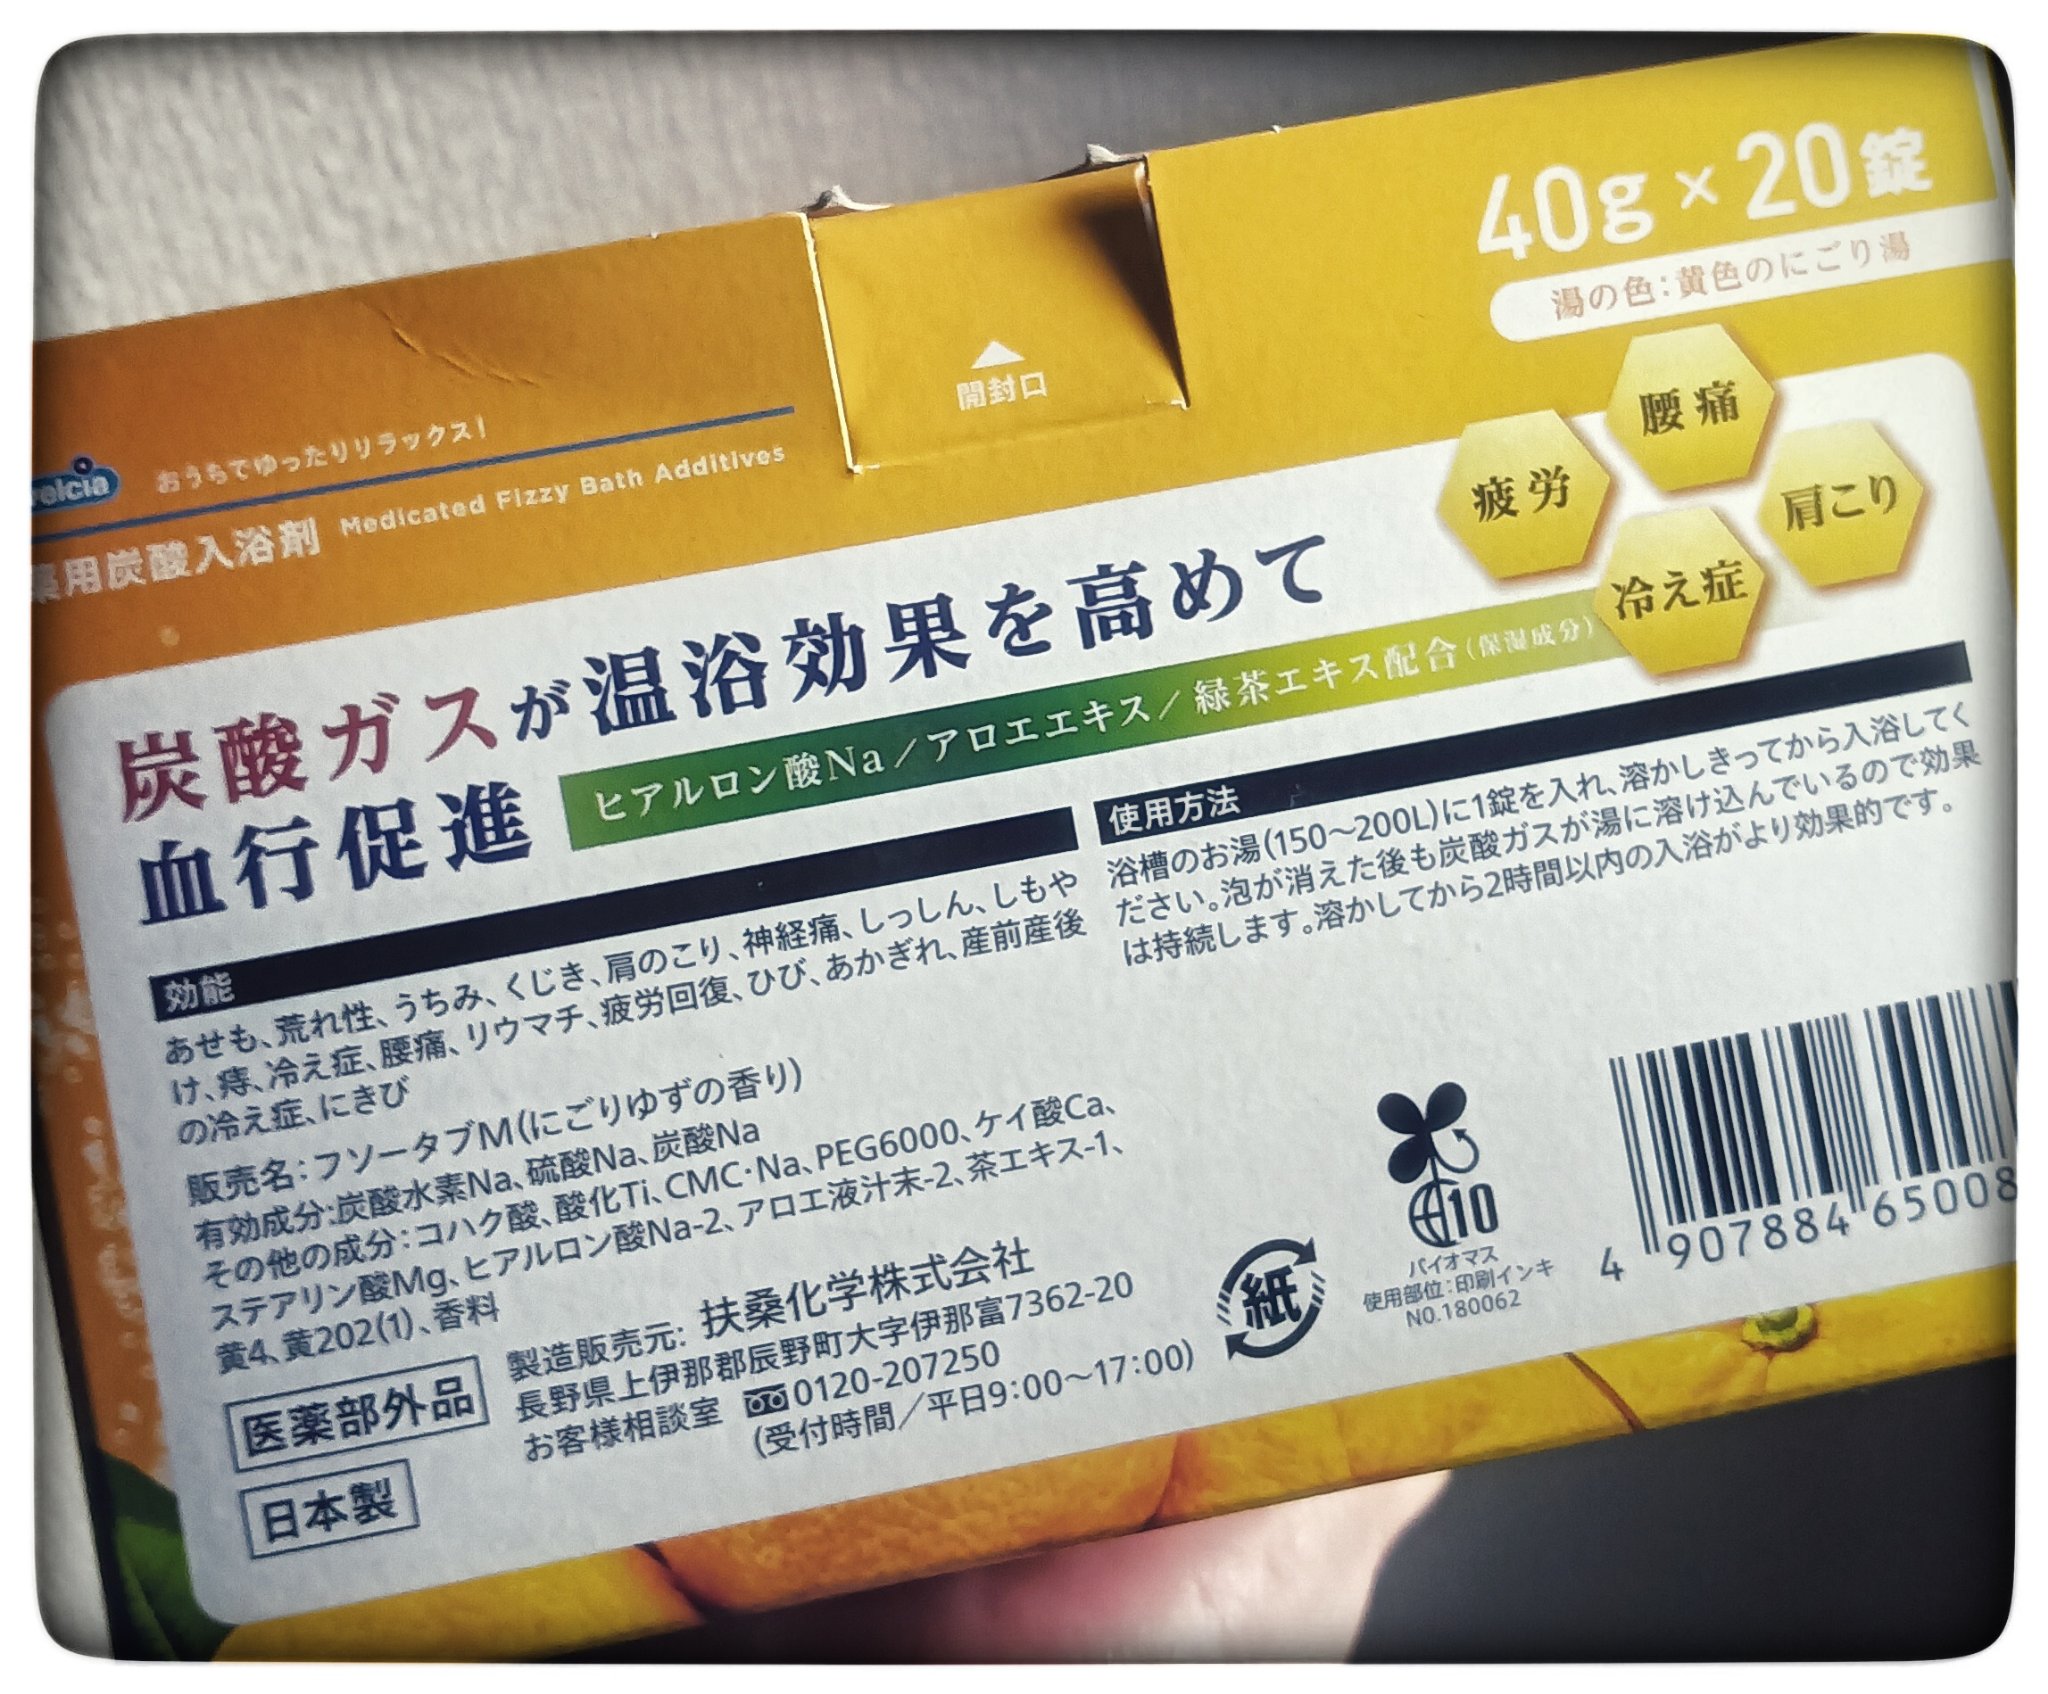 40g×20錠
湯の色:黄色のにごり湯
開封口
elcia
おうちでゆったりリラックス!
薬用炭酸入浴剤 Medicated Fizzy Bath Additives
腰痛
疲労
肩こり
冷え症
炭酸ガスが温浴効果を高めて
血行促進
ヒアルロン酸Na/アロエエキス/緑茶エキス配合(保湿成分)
効能
あせも、荒れ性、うちみ、くじき、肩のこり、神経痛、しっしん、しもや
け、痔、冷え症、腰痛、リウマチ、疲労回復、ひび、あかぎれ、産前産後
の冷え症、にきび
使用方法
浴槽のお湯(150〜200L)に1錠を入れ、溶かしきってから入浴してく
ださい。泡が消えた後も炭酸ガスが湯に溶け込んでいるので効果
は持続します。溶かしてから2時間以内の入浴がより効果的です。
販売名:フソータブM(にごりゆずの香り)
有効成分:炭酸水素Na、硫酸Na、炭酸Na
その他の成分:コハク酸、酸化Ti、CMC・Na、PEG6000、ケイ酸Ca、
ステアリン酸Mg、ヒアルロン酸Na-2、アロエ液汁末-2、茶エキス-1、
黄4、黄202(1)、香料
医薬部外品
日本製
製造販売元: 扶桑化学株式会社
長野県上伊那郡辰野町大字伊那富7362-20
お客様相談室 0120-207250
(受付時間/平日9:00〜17:00)
紙
10
バイオマス
使用部位:印刷インキ
NO.180062
4 907884 65008